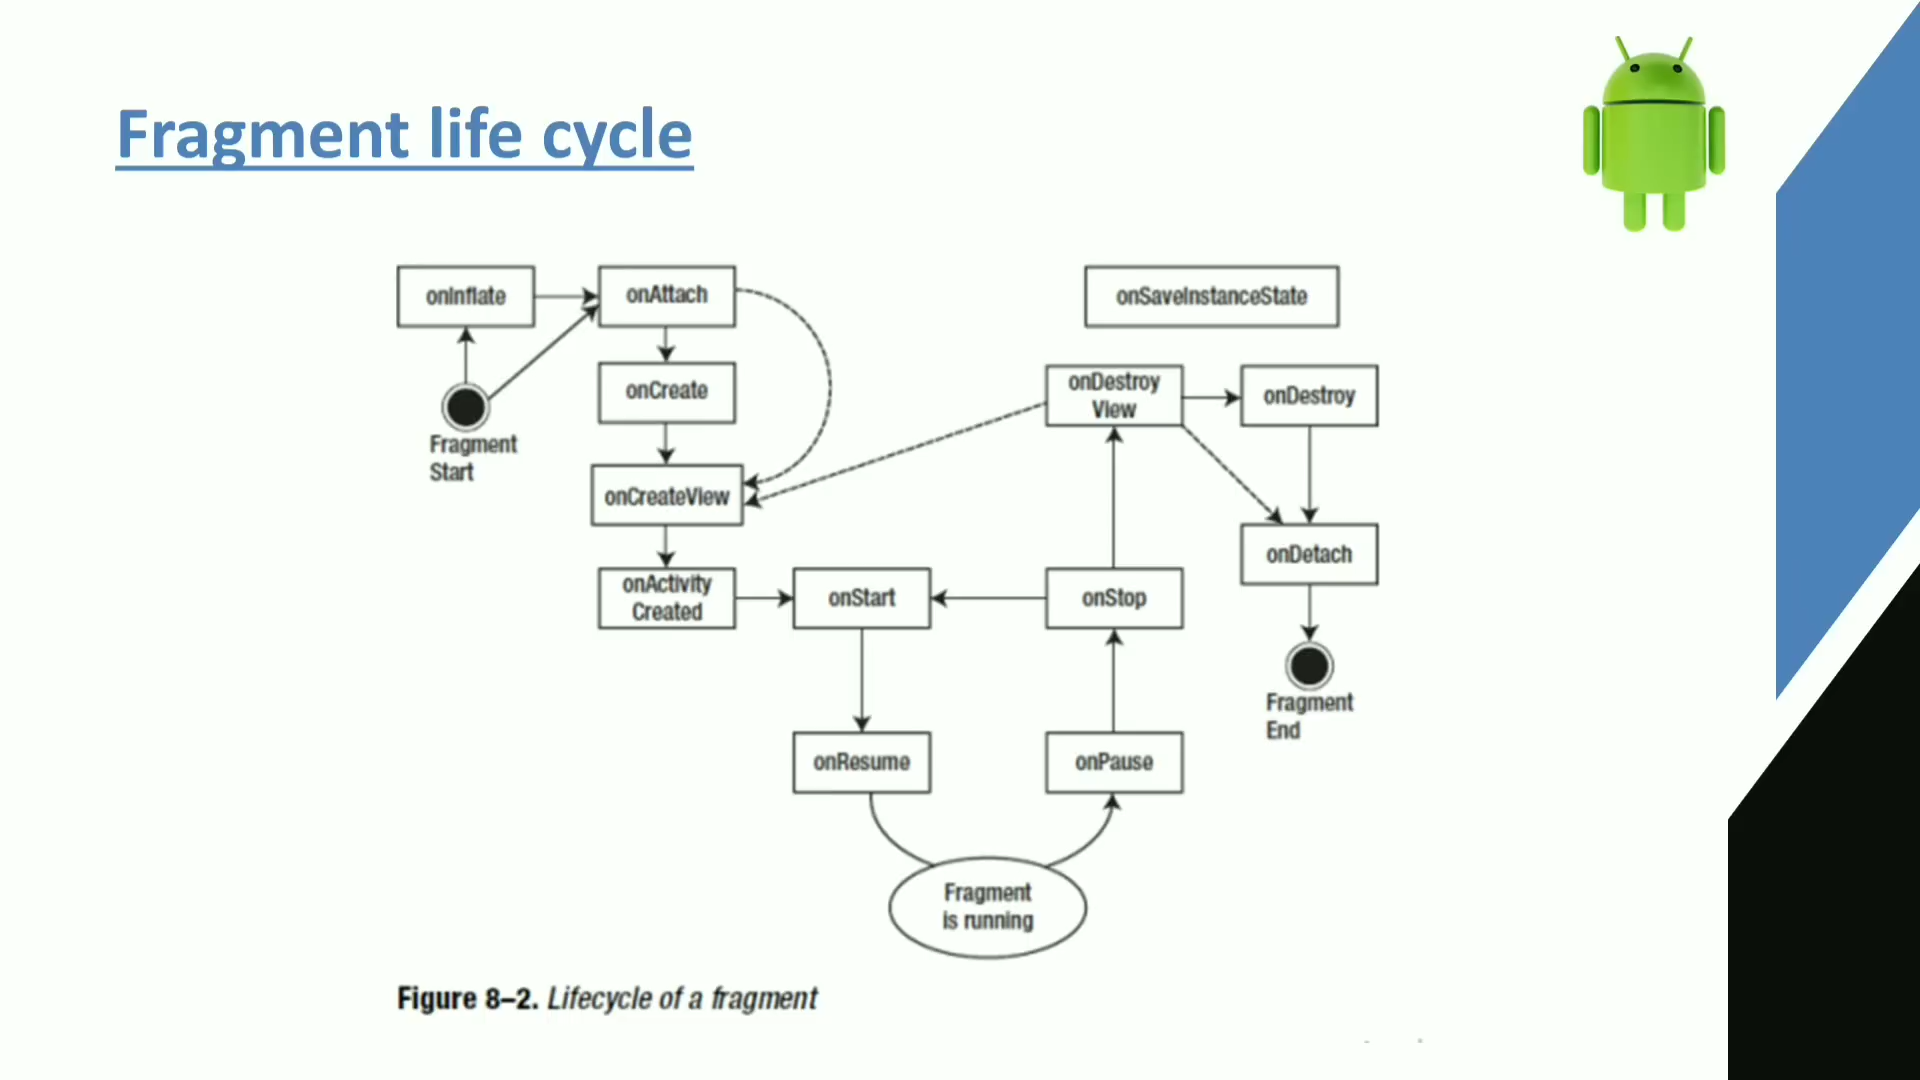 Fragment life cycle
onInflate
onAttach
onSaveInstanceState
onCreate
onDestroy
View
onDestroy
Fragment
Start
onCreateView
onDetach
onActivity
Created
onStart
onStop
Fragment
End
onResume
onPause
Fragment
is running
Figure 8–2. Lifecycle of a fragment